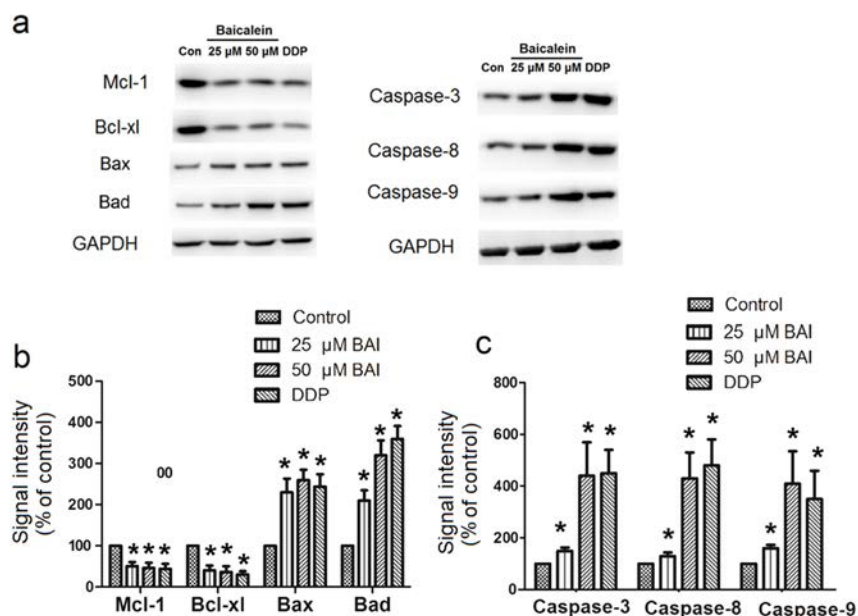 a
Baicalein
Con 25 µM 50 µM DDP
Mcl-1
Bcl-xl
Bax
Bad
GAPDH
Baicalein
Con 25 µM 50 µM DDP
Caspase-3
Caspase-8
Caspase-9
GAPDH
b
Control
25 µM BAI
50 µM BAI
DDP
Signal intensity
(% of control)
500
400
300
200
100
100
50
0
oo
* * * * * * * * * * * *
Mcl-1 Bcl-xl Bax Bad
c
Control
25 µM BAI
50 µM BAI
DDP
Signal intensity
(% of control)
800
600
400
200
0
* * * * * * * * *
Caspase-3 Caspase-8 Caspase-9